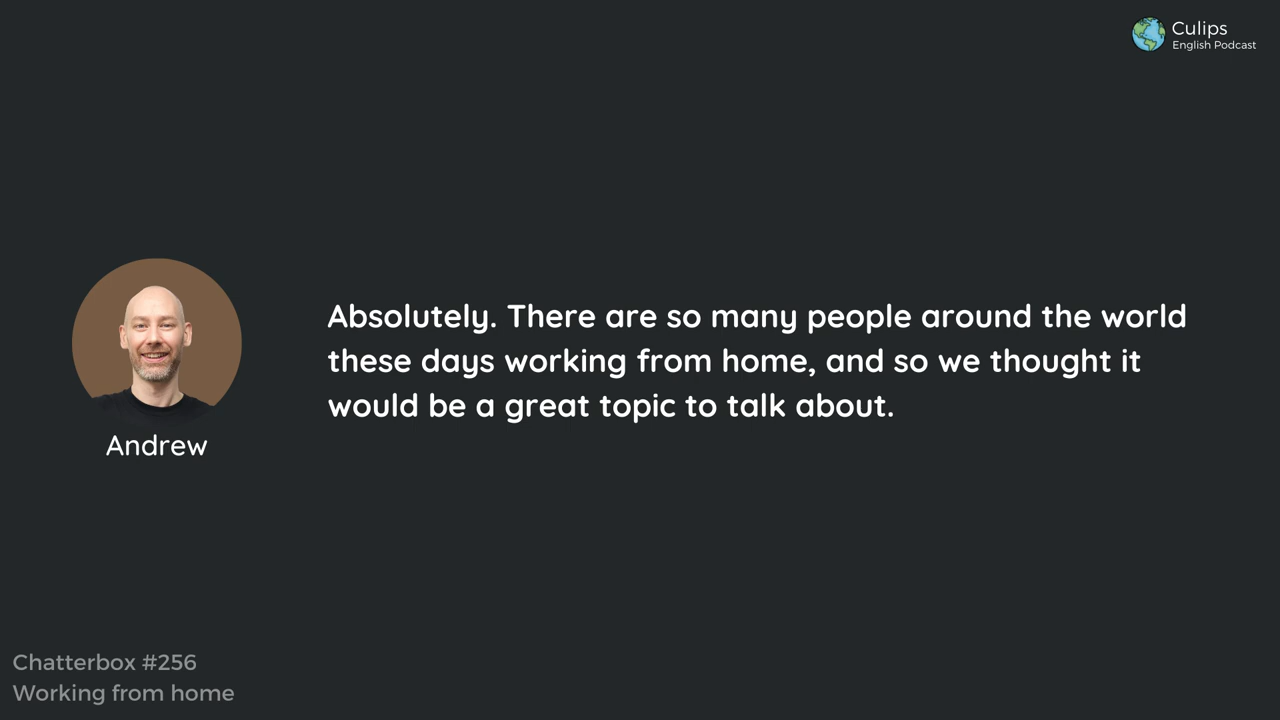 Culips
English Podcast
Absolutely. There are so many people around the world
these days working from home, and so we thought it
would be a great topic to talk about.
Andrew
Chatterbox #256
Working from home